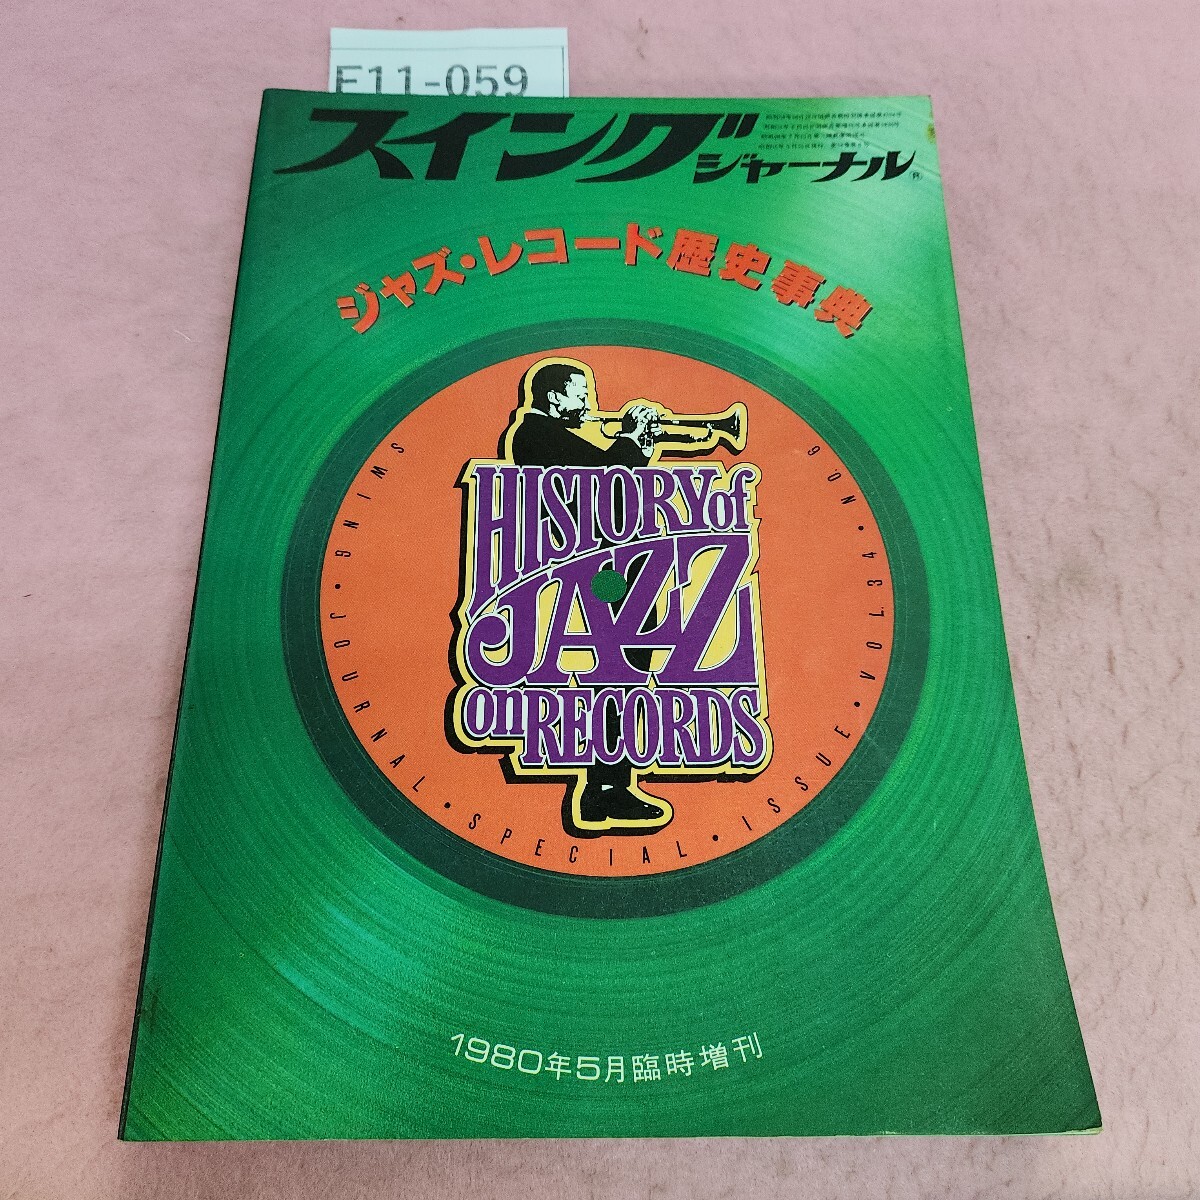 E11-059
スイング
ジャーナル®
ジャズ・レコード歴史事典
HISTORY of
JAZZ
on RECORDS
SWING・JOURNAL・SPECIAL・ISSUE・VOL34・NO.6
1980年5月臨時増刊